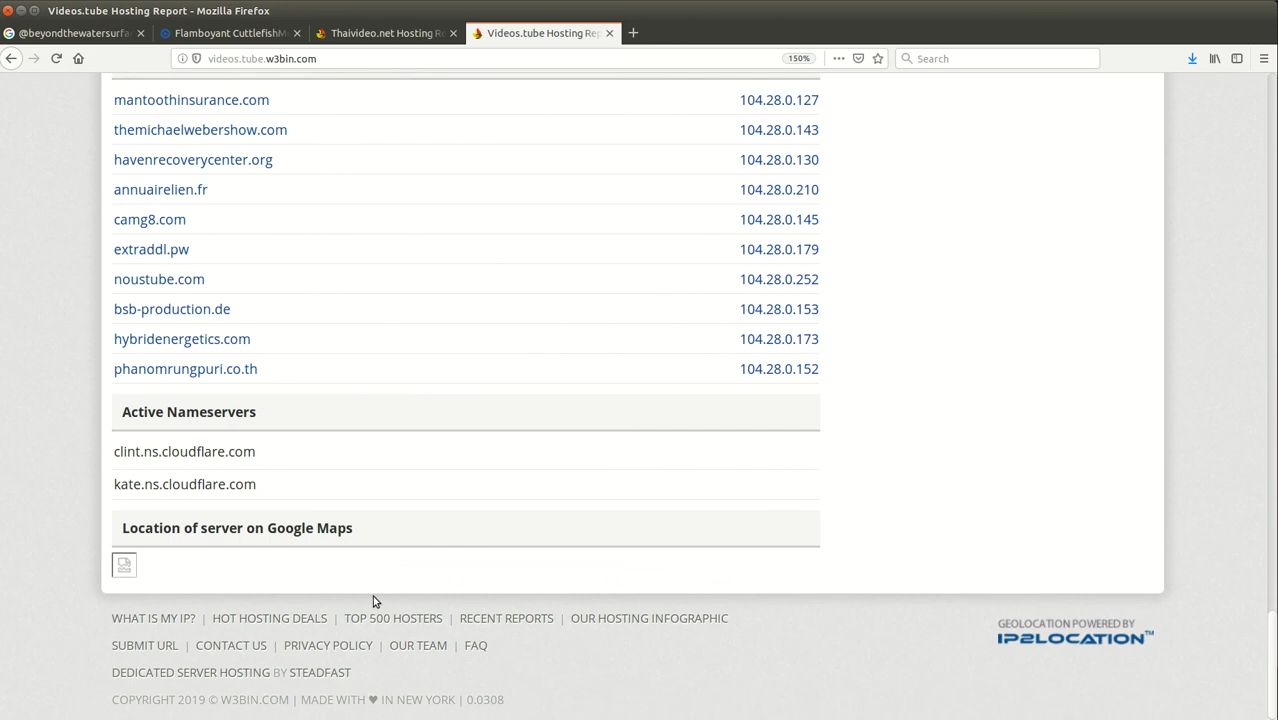 Videos.tube Hosting Report - Mozilla Firefox
@beyondthewatersurfa
Flamboyant CuttlefishM
Thaivideo.net Hosting R
Videos.tube Hosting Rep
videos.tube.w3bin.com
150%
Search
mantoothinsurance.com 104.28.0.127
themichaelwebershow.com 104.28.0.143
havenrecoverycenter.org 104.28.0.130
annuairelien.fr 104.28.0.210
camg8.com 104.28.0.145
extraddl.pw 104.28.0.179
noustube.com 104.28.0.252
bsb-production.de 104.28.0.153
hybridenergetics.com 104.28.0.173
phanomrungpuri.co.th 104.28.0.152
Active Nameservers
clint.ns.cloudflare.com
kate.ns.cloudflare.com
Location of server on Google Maps
WHAT IS MY IP? | HOT HOSTING DEALS | TOP 500 HOSTERS | RECENT REPORTS | OUR HOSTING INFOGRAPHIC
SUBMIT URL | CONTACT US | PRIVACY POLICY | OUR TEAM | FAQ
DEDICATED SERVER HOSTING BY STEADFAST
COPYRIGHT 2019 © W3BIN.COM | MADE WITH ♥ IN NEW YORK | 0.0308
GEOLOCATION POWERED BY
IP2LOCATION™